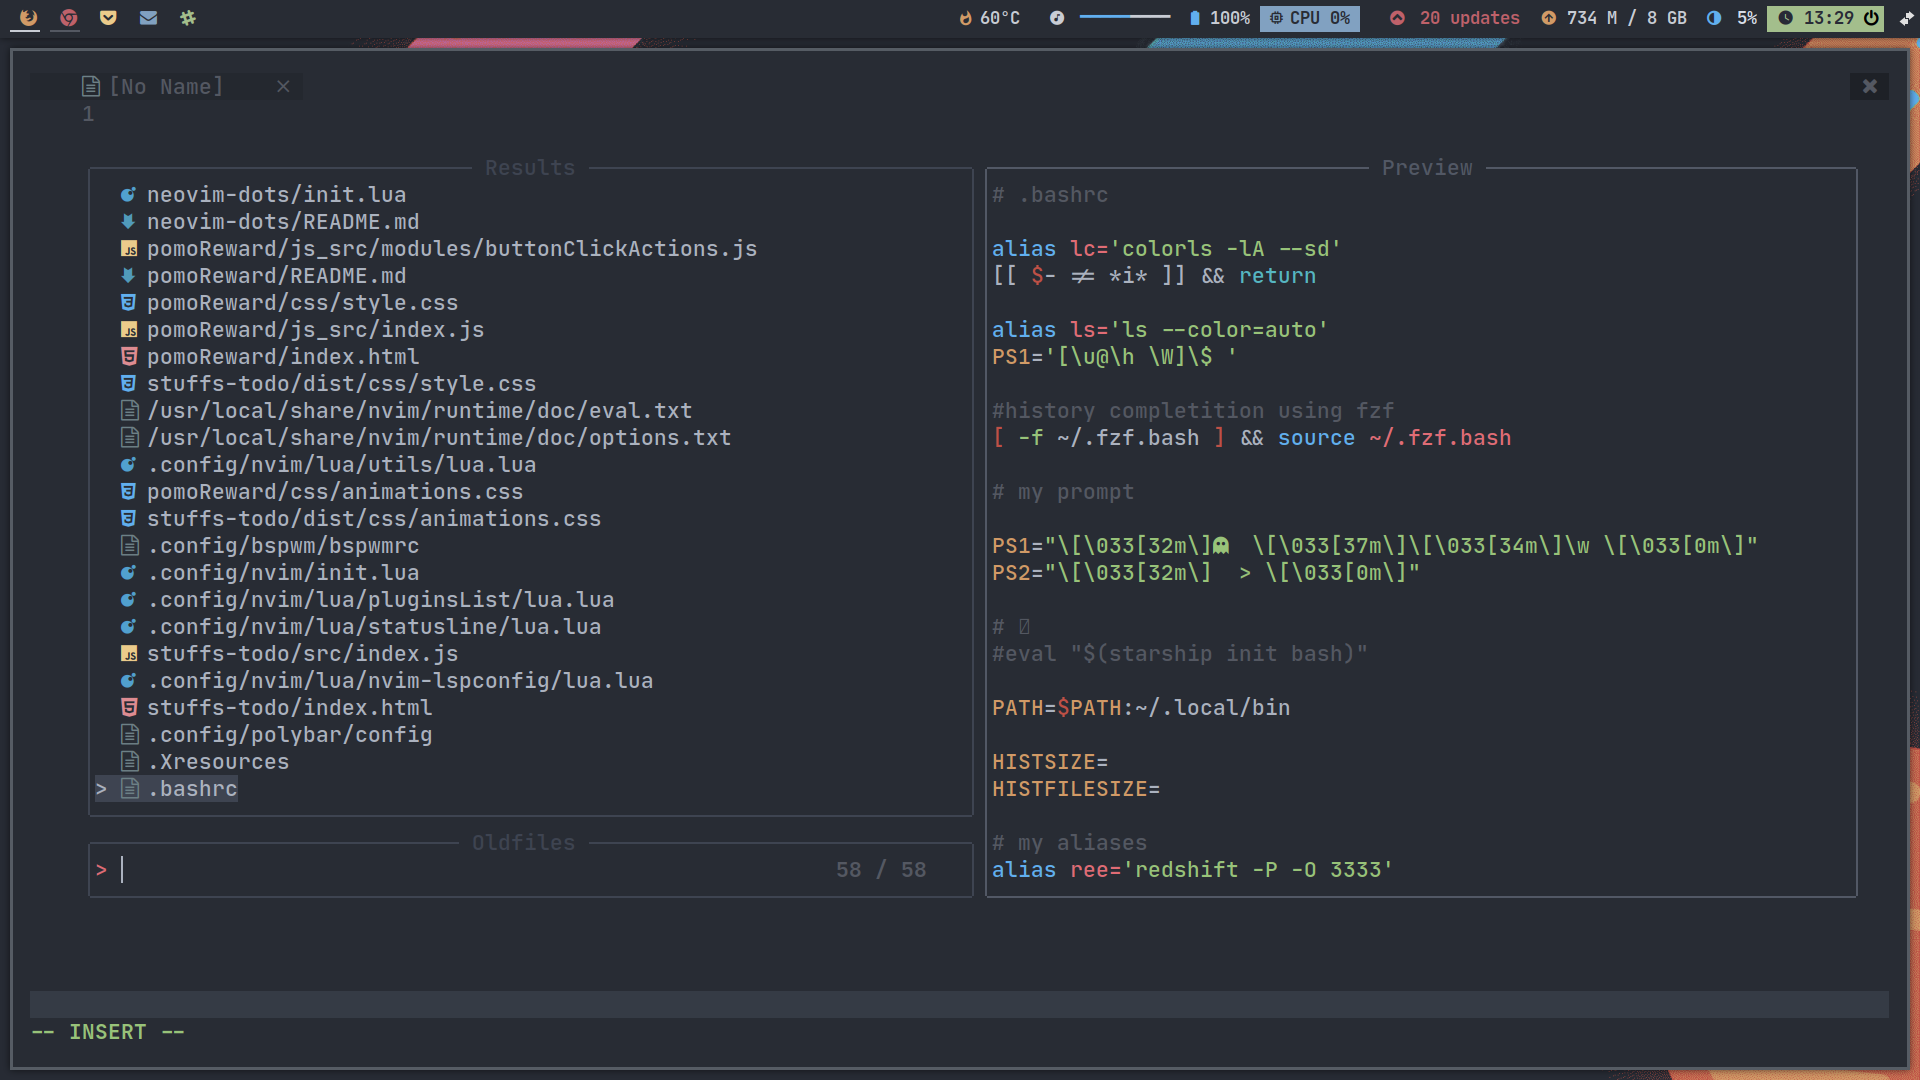 60°C 100% CPU 0% 20 updates 734 M / 8 GB 5% 13:29
[No Name]
1
Results
neovim-dots/init.lua
neovim-dots/README.md
pomoReward/js_src/modules/buttonClickActions.js
pomoReward/README.md
pomoReward/css/style.css
pomoReward/js_src/index.js
pomoReward/index.html
stuffs-todo/dist/css/style.css
/usr/local/share/nvim/runtime/doc/eval.txt
/usr/local/share/nvim/runtime/doc/options.txt
.config/nvim/lua/utils/lua.lua
pomoReward/css/animations.css
stuffs-todo/dist/css/animations.css
.config/bspwm/bspwmrc
.config/nvim/init.lua
.config/nvim/lua/pluginsList/lua.lua
.config/nvim/lua/statusline/lua.lua
stuffs-todo/src/index.js
.config/nvim/lua/nvim-lspconfig/lua.lua
stuffs-todo/index.html
.config/polybar/config
.Xresources
> .bashrc
Oldfiles
> 58 / 58
Preview
# .bashrc
alias lc='colorls -lA --sd'
[[ $- != *i* ]] && return
alias ls='ls --color=auto'
PS1='[\u@\h \W]\$ '
#history completition using fzf
[ -f ~/.fzf.bash ] && source ~/.fzf.bash
# my prompt
PS1="\[\033[32m\] \[\033[37m\]\[\033[34m\]\w \[\033[0m\]"
PS2="\[\033[32m\]  > \[\033[0m\]"
#
#eval "$(starship init bash)"
PATH=$PATH:~/.local/bin
HISTSIZE=
HISTFILESIZE=
# my aliases
alias ree='redshift -P -O 3333'
-- INSERT --